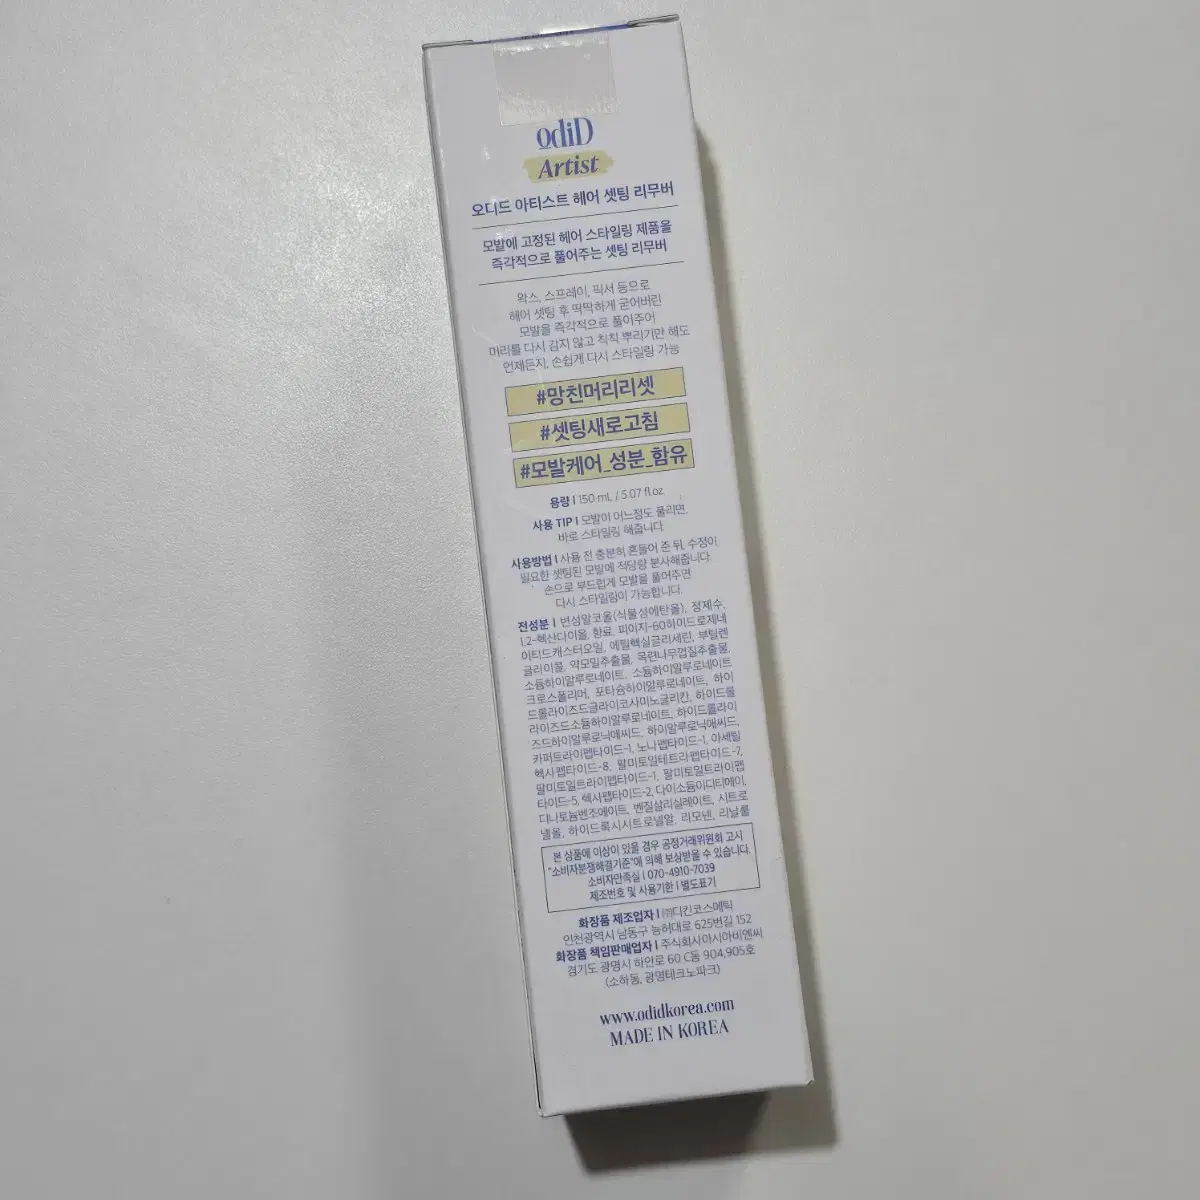 odiD
Artist
오디드 아티스트 헤어 셋팅 리무버
모발에 고정된 헤어 스타일링 제품을
즉각적으로 풀어주는 셋팅 리무버
왁스, 스프레이, 픽서 등으로
헤어 셋팅 후 딱딱하게 굳어버린
모발을 즉각적으로 풀어주어
머리를 다시 감지 않고 칙칙 뿌리기만 해도
언제든지, 손쉽게 다시 스타일링 가능
#망친머리리셋
#셋팅새로고침
#모발케어_성분_함유
용량 | 150 mL / 5.07 fl.oz
사용 TIP | 모발이 어느정도 풀리면,
바로 스타일링 해줍니다.
사용방법 | 사용 전 충분히 흔들어 준 뒤, 수정이
필요한 셋팅된 모발에 적당량 분사해줍니다.
손으로 부드럽게 모발을 풀어주면
다시 스타일링이 가능합니다.
전성분 | 변성알코올(식물성에탄올), 정제수,
1,2-헥산다이올, 향료, 피이지-60하이드로제네
이티드캐스터오일, 에틸헥실글리세린, 부틸렌
글라이콜, 약모밀추출물, 목련나무껍질추출물,
소듐하이알루로네이트, 소듐하이알루로네이트
크로스폴리머, 포타슘하이알루로네이트, 하이
드롤라이즈드글라이코사미노글리칸, 하이드롤
라이즈드소듐하이알루로네이트, 하이드롤라이
즈드하이알루로닉애씨드, 하이알루로닉애씨드,
카퍼트라이펩타이드-1, 노나펩타이드-1, 아세틸
헥사펩타이드-8, 팔미토일테트라펩타이드-7,
팔미토일트라이펩타이드-1, 팔미토일트라이펩
타이드-5, 헥사펩타이드-2, 다이소듐이디티에이,
디나토늄벤조에이트, 벤질살리실레이트, 시트로
넬올, 하이드록시시트로넬알, 리모넨, 리날룰
본 상품에 이상이 있을 경우 공정거래위원회 고시
"소비자분쟁해결기준"에 의해 보상받을 수 있습니다.
소비자만족실 | 070-4910-7039
제조번호 및 사용기한 | 별도표기
화장품 제조업자 | ㈜디킨코스메틱
인천광역시 남동구 능허대로 625번길 152
화장품 책임판매업자 | 주식회사아시아비엔씨
경기도 광명시 하안로 60 C동 904,905호
(소하동, 광명테크노파크)
www.odidkorea.com
MADE IN KOREA